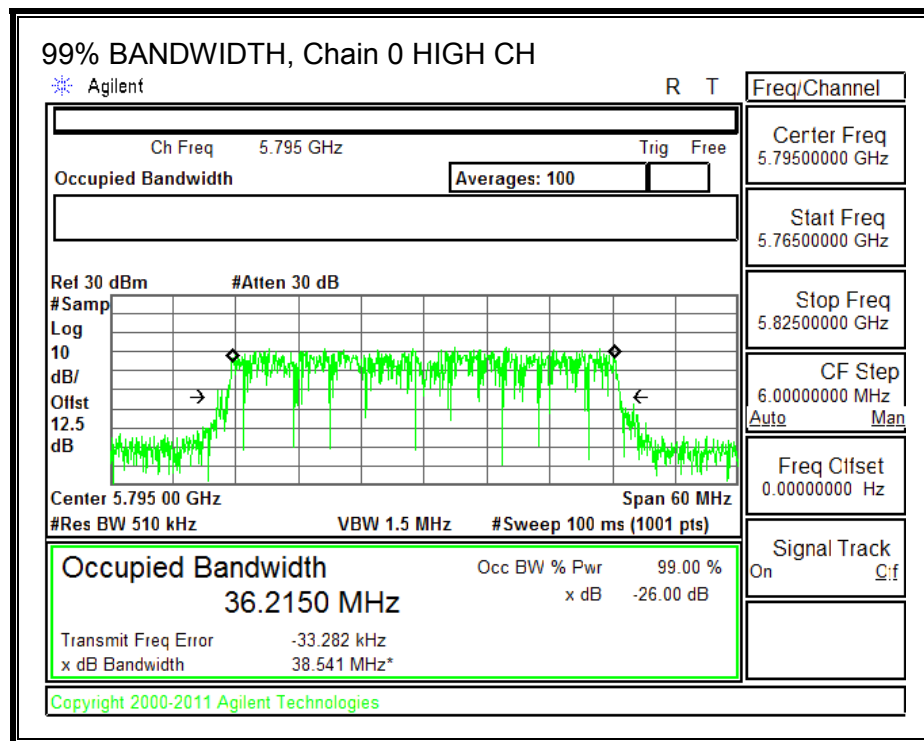 99% BANDWIDTH, Chain 0 HIGH CH
Agilent
R T
Freq/Channel
Ch Freq 5.795 GHz
Trig Free
Occupied Bandwidth
Averages: 100
Center Freq
5.79500000 GHz
Start Freq
5.76500000 GHz
Stop Freq
5.82500000 GHz
CF Step
6.00000000 MHz
Auto Man
Freq Offset
0.00000000 Hz
Signal Track
On Off
Ref 30 dBm
#Atten 30 dB
#Samp
Log
10
dB/
Offst
12.5
dB
Center 5.795 00 GHz
Span 60 MHz
#Res BW 510 kHz
VBW 1.5 MHz
#Sweep 100 ms (1001 pts)
Occupied Bandwidth
36.2150 MHz
Occ BW % Pwr 99.00 %
x dB -26.00 dB
Transmit Freq Error -33.282 kHz
x dB Bandwidth 38.541 MHz*
Copyright 2000-2011 Agilent Technologies